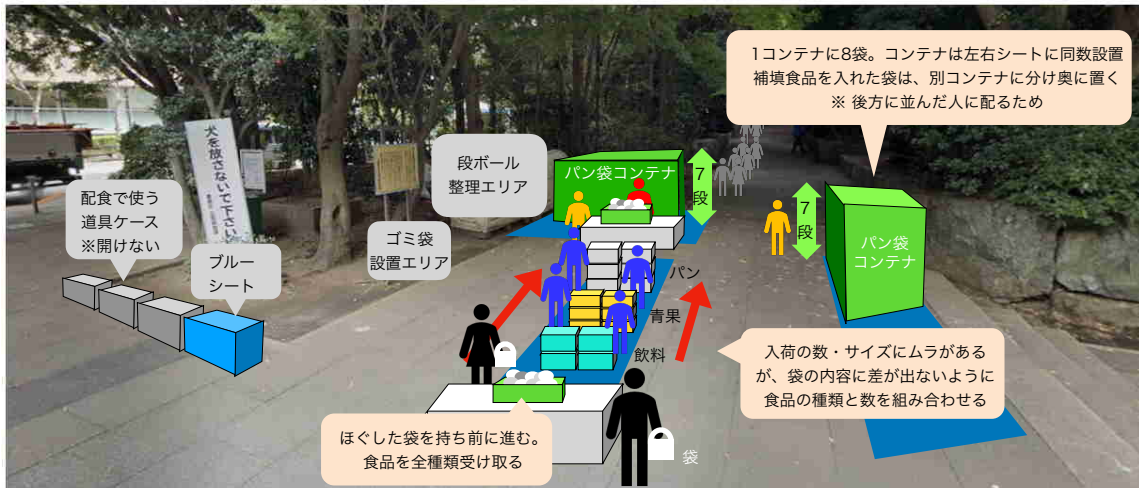 1コンテナに8袋。コンテナは左右シートに同数設置
補填食品を入れた袋は、別コンテナに分け奥に置く
※ 後方に並んだ人に配るため
段ボール
整理エリア
パン袋コンテナ
7
段
7
段
パン袋
コンテナ
犬を放さないで下さい
配食で使う
道具ケース
※開けない
ブルー
シート
ゴミ袋
設置エリア
パン
青果
飲料
入荷の数・サイズにムラがある
が、袋の内容に差が出ないように
食品の種類と数を組み合わせる
ほぐした袋を持ち前に進む。
食品を全種類受け取る
袋